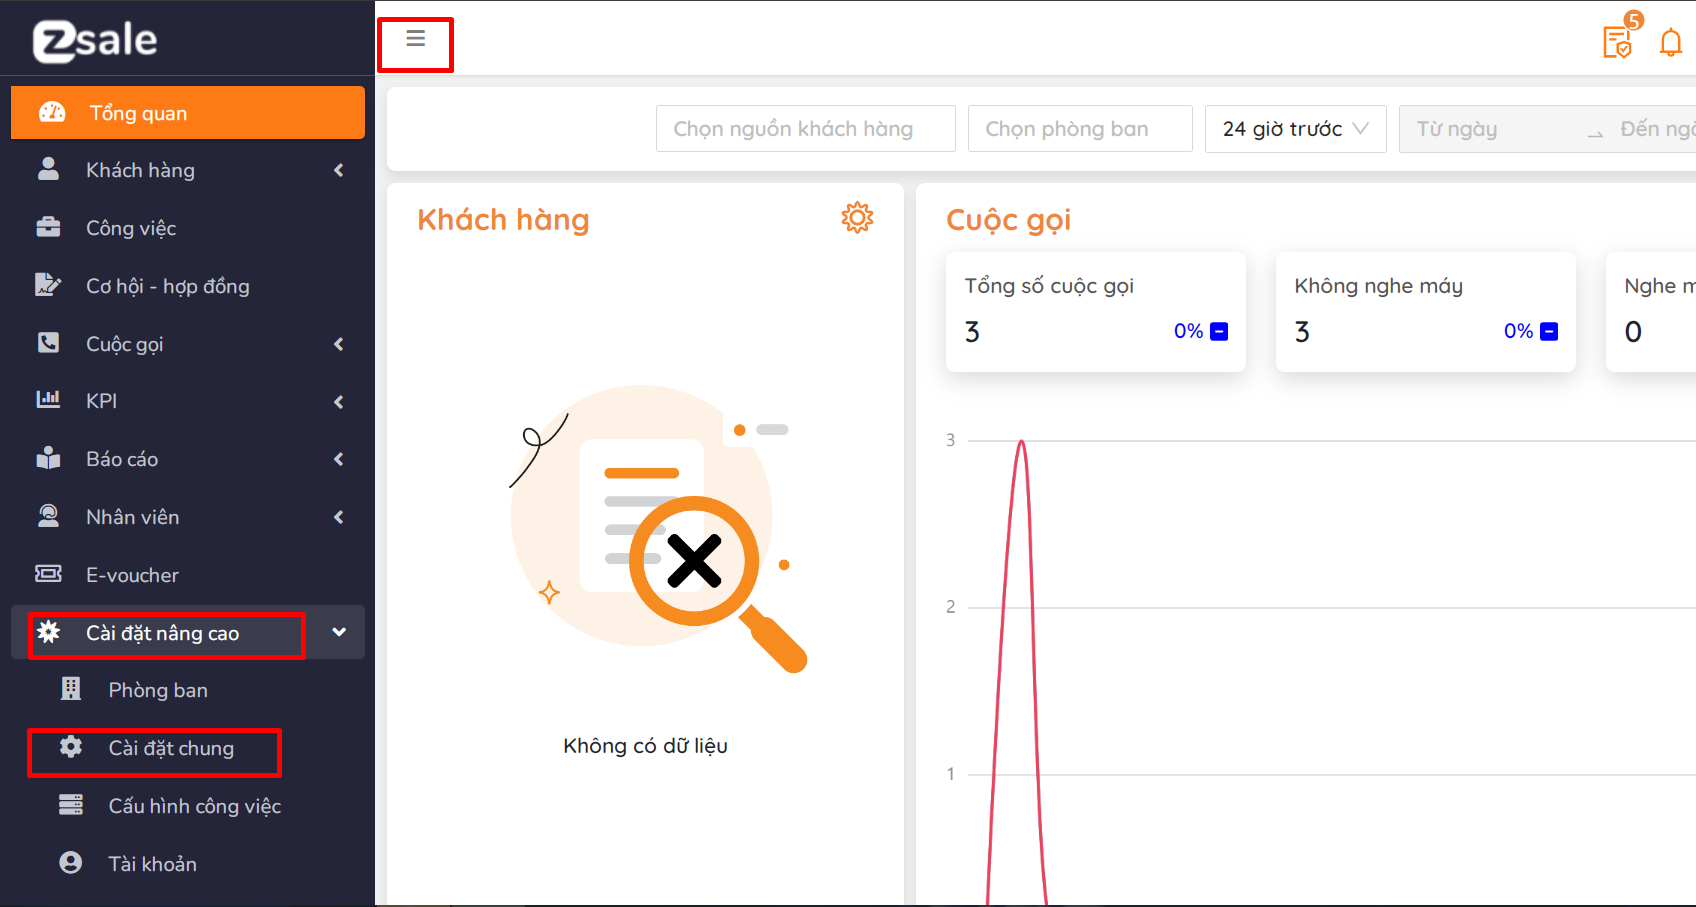 zsale
5
Tổng quan
Khách hàng
Công việc
Cơ hội - hợp đồng
Cuộc gọi
KPI
Báo cáo
Nhân viên
E-voucher
Cài đặt nâng cao
Phòng ban
Cài đặt chung
Cấu hình công việc
Tài khoản
Chọn nguồn khách hàng
Chọn phòng ban
24 giờ trước
Từ ngày
Đến ngà
Khách hàng
Không có dữ liệu
Cuộc gọi
Tổng số cuộc gọi
3
0%
Không nghe máy
3
0%
Nghe m
0
3
2
1